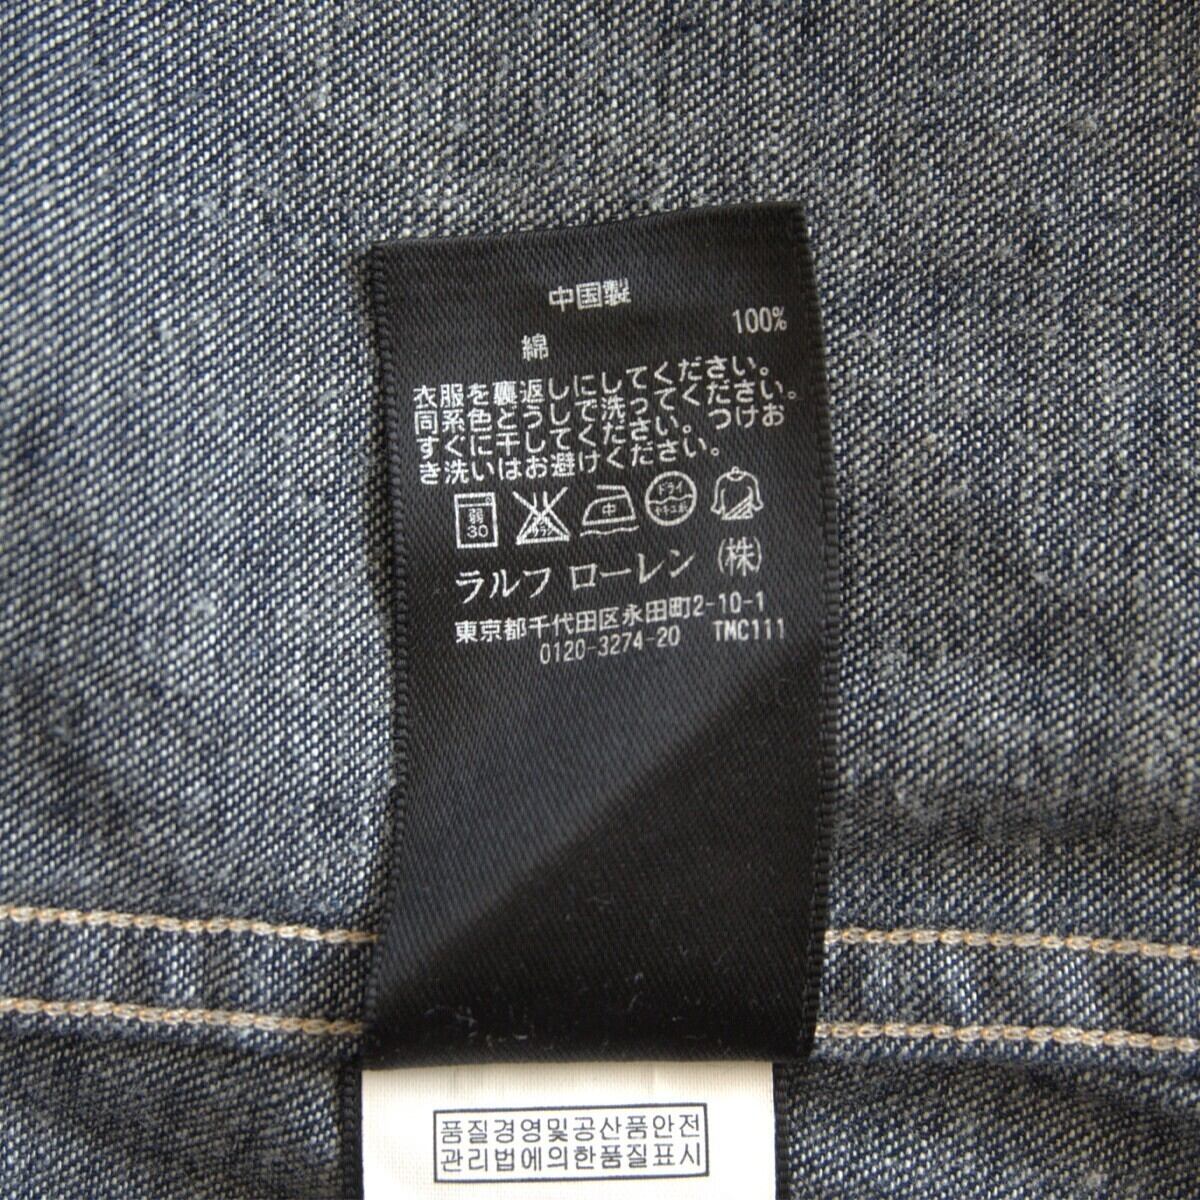 中国製
綿 100%
衣服を裏返しにしてください。
同系色どうしで洗ってください。
すぐに干してください。つけお
き洗いはお避けください。
弱 30 中 ドライ
ラルフ ローレン (株)
東京都千代田区永田町2-10-1
0120-3274-20 TMC111
품질경영및공산품안전
관리법에의한품질표시